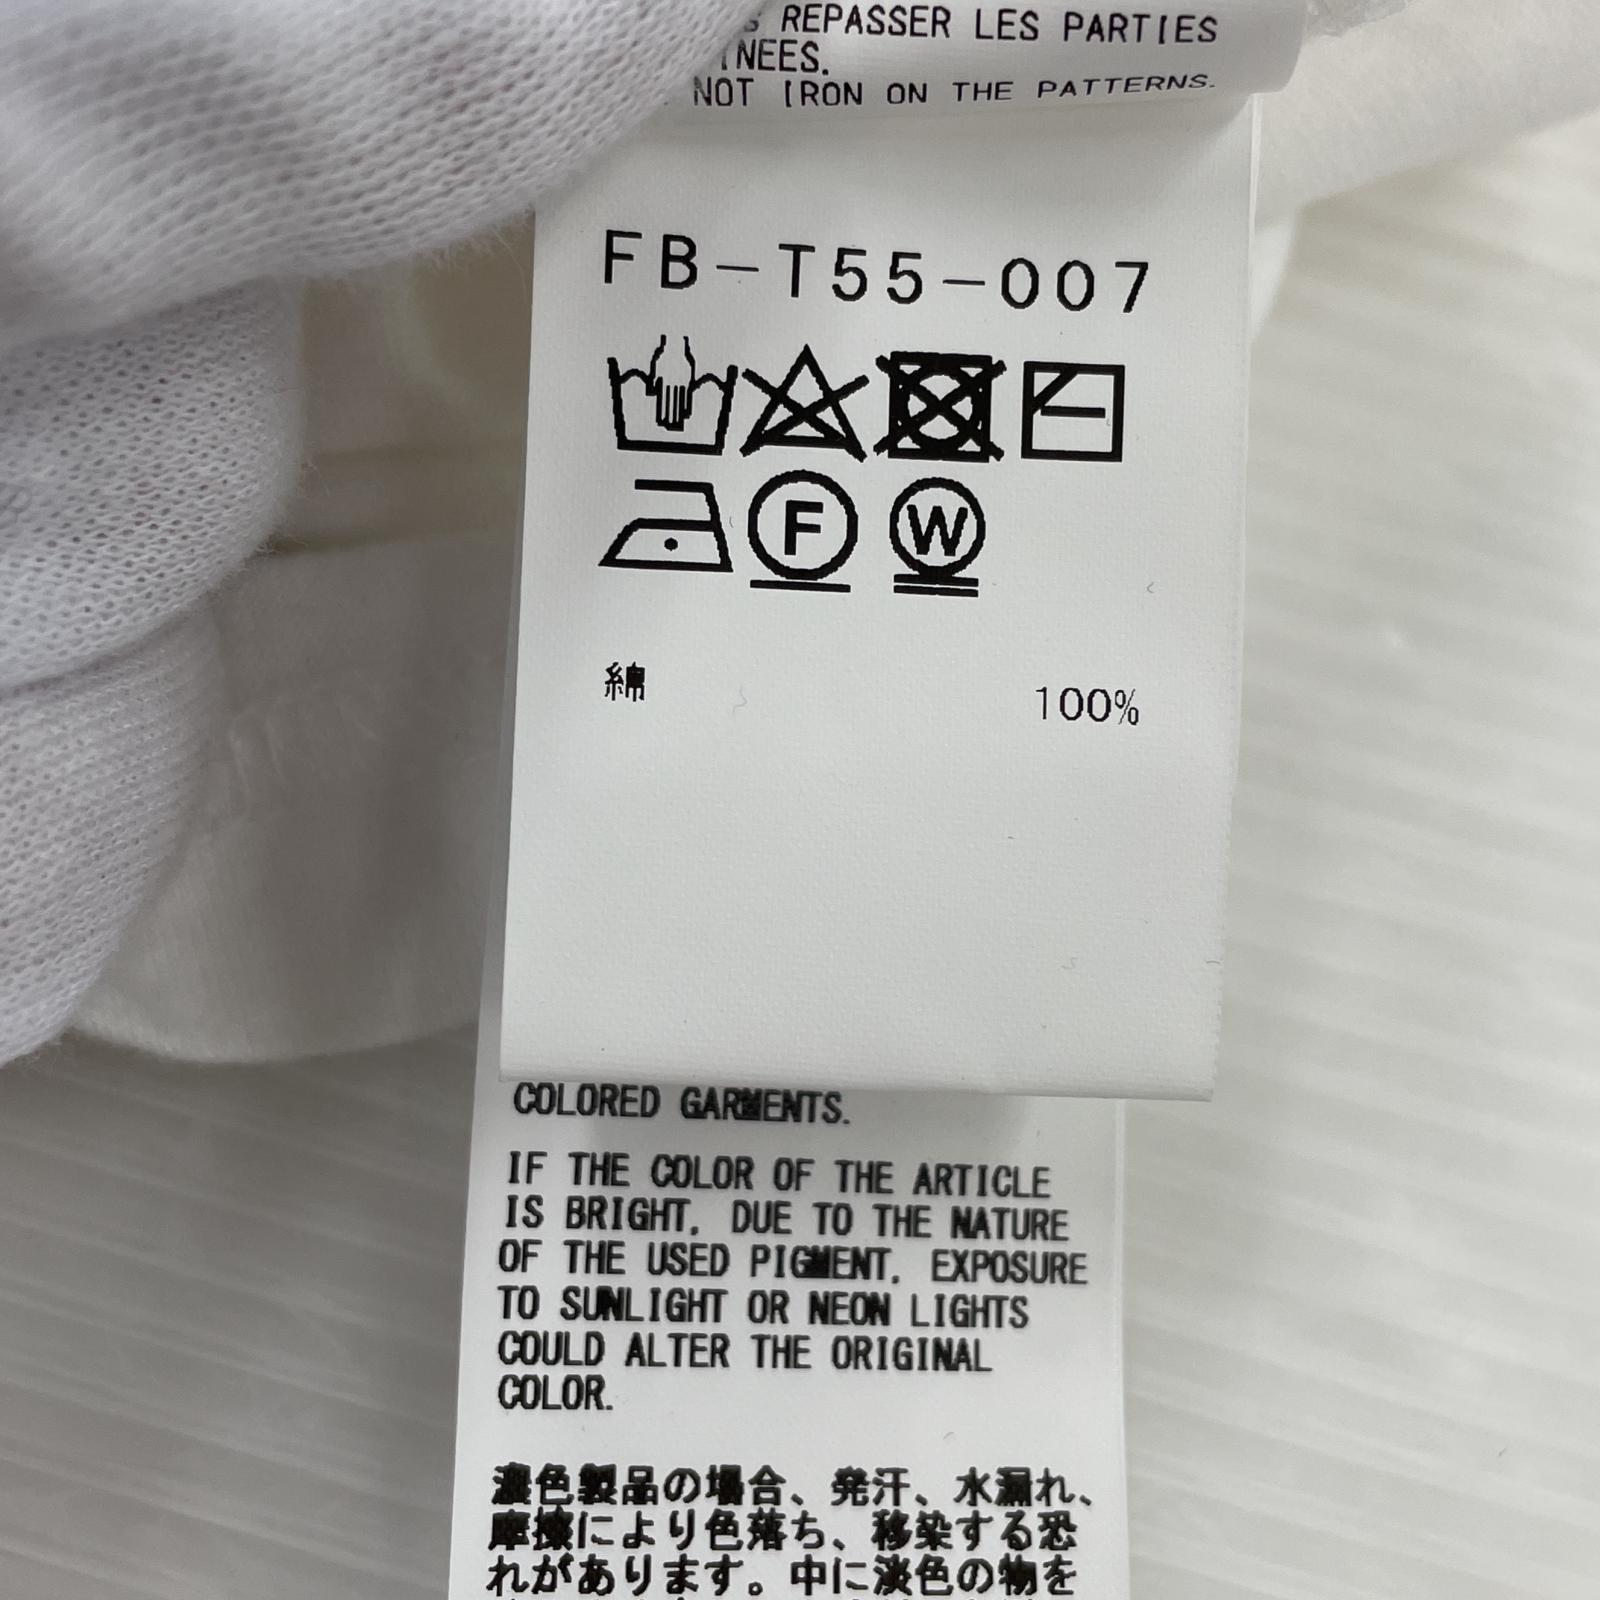 REPASSER LES PARTIES
NOT IRON ON THE PATTERNS.
FB-T55-007
F W
綿 100%
COLORED GARMENTS.
IF THE COLOR OF THE ARTICLE
IS BRIGHT, DUE TO THE NATURE
OF THE USED PIGMENT, EXPOSURE
TO SUNLIGHT OR NEON LIGHTS
COULD ALTER THE ORIGINAL
COLOR.
濃色製品の場合、発汗、水漏れ、
摩擦により色落ち、移染する恐
れがあります。中に淡色の物を